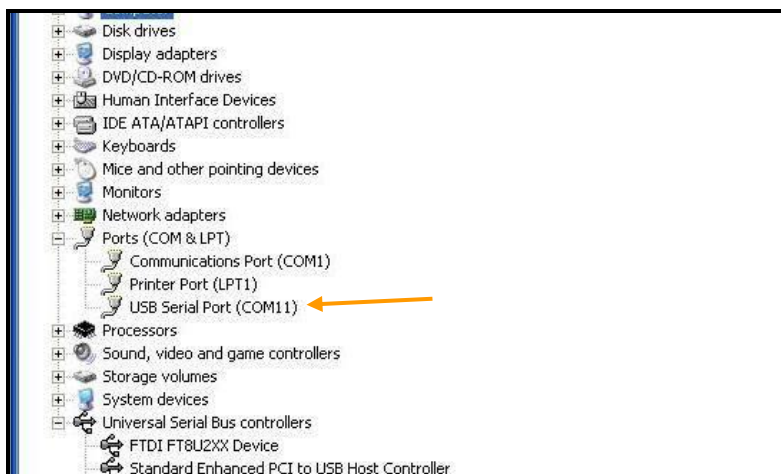 Disk drives
Display adapters
DVD/CD-ROM drives
Human Interface Devices
IDE ATA/ATAPI controllers
Keyboards
Mice and other pointing devices
Monitors
Network adapters
Ports (COM & LPT)
Communications Port (COM1)
Printer Port (LPT1)
USB Serial Port (COM11)
Processors
Sound, video and game controllers
Storage volumes
System devices
Universal Serial Bus controllers
FTDI FT8U2XX Device
Standard Enhanced PCI to USB Host Controller